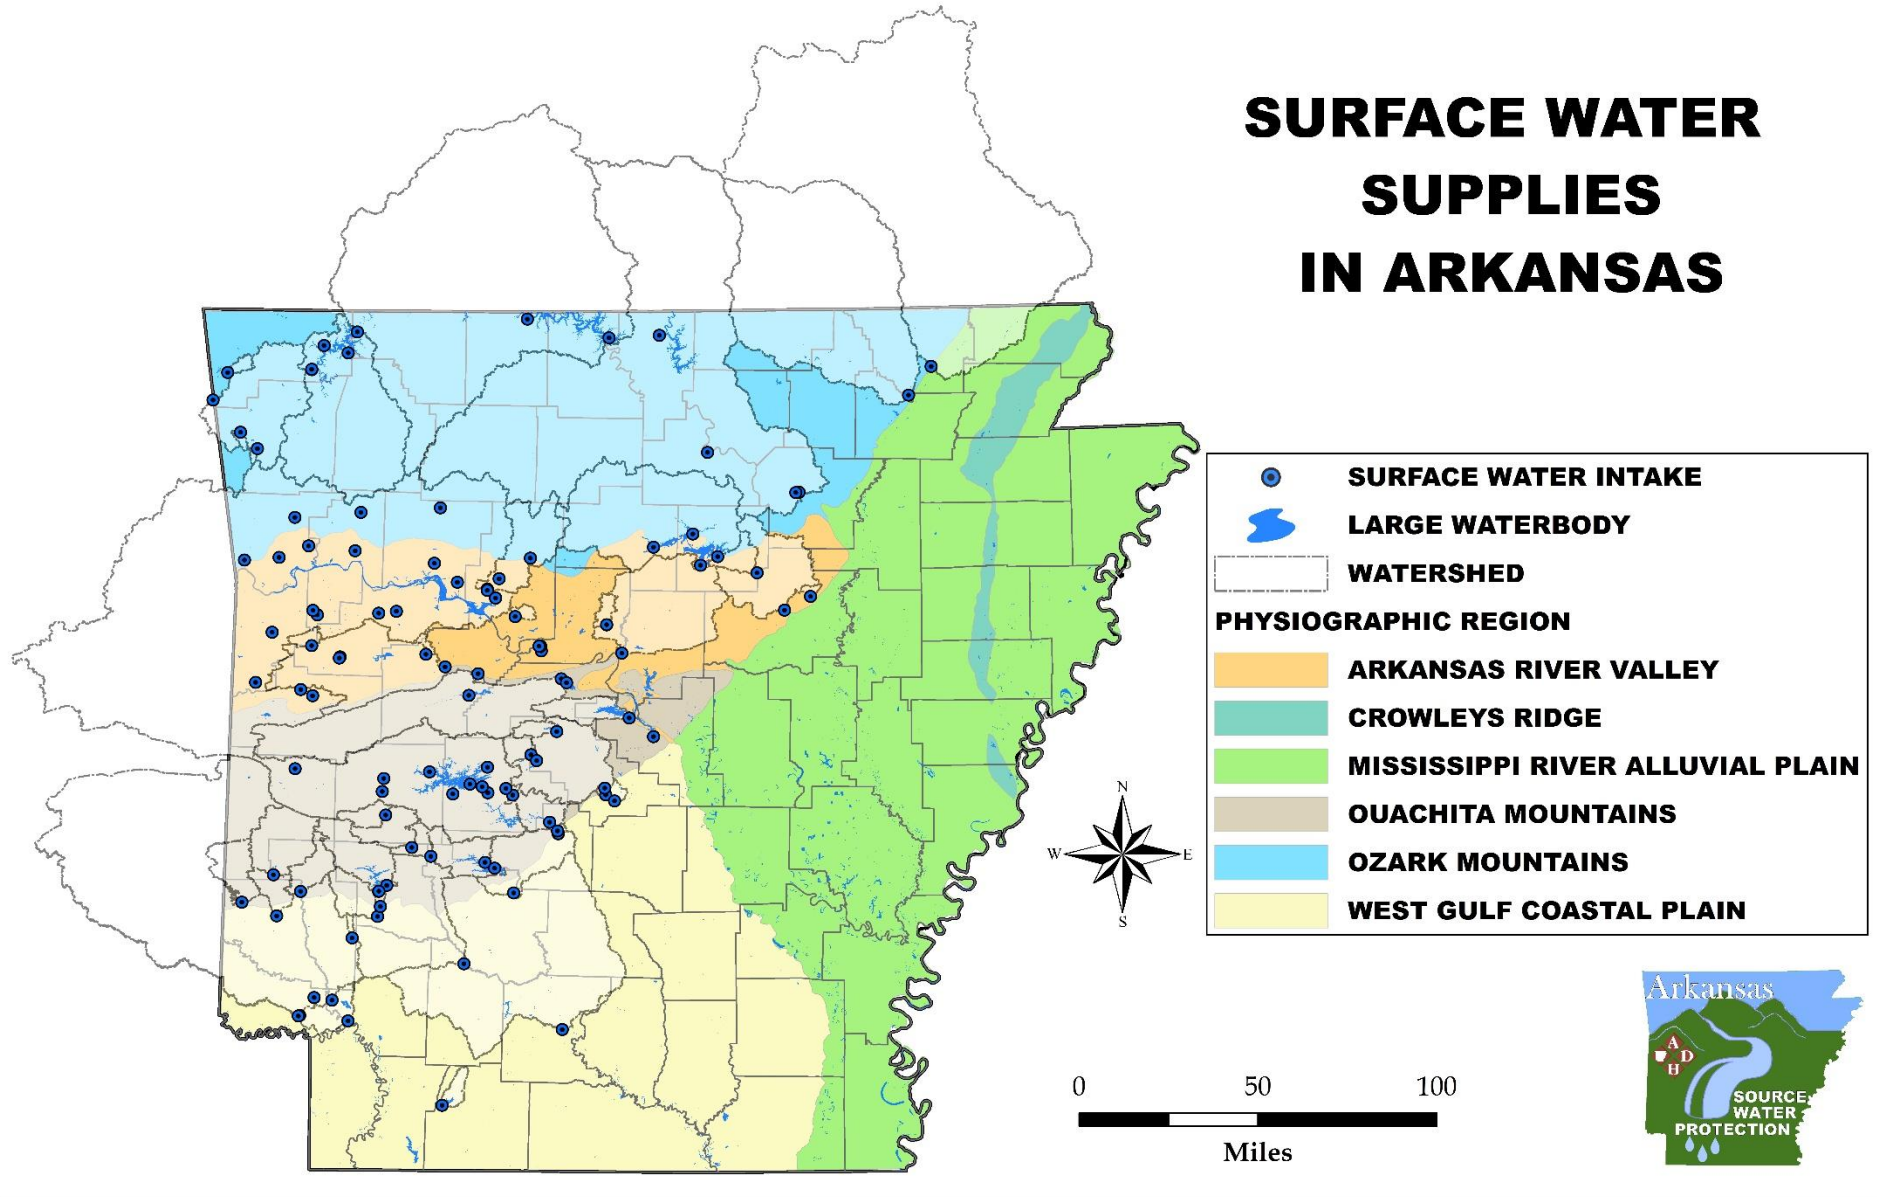 SURFACE WATER
SUPPLIES
IN ARKANSAS
SURFACE WATER INTAKE
LARGE WATERBODY
WATERSHED
PHYSIOGRAPHIC REGION
ARKANSAS RIVER VALLEY
CROWLEYS RIDGE
MISSISSIPPI RIVER ALLUVIAL PLAIN
OUACHITA MOUNTAINS
OZARK MOUNTAINS
WEST GULF COASTAL PLAIN
N
W E
S
0 50 100
Miles
Arkansas
A
D
H
SOURCE
WATER
PROTECTION